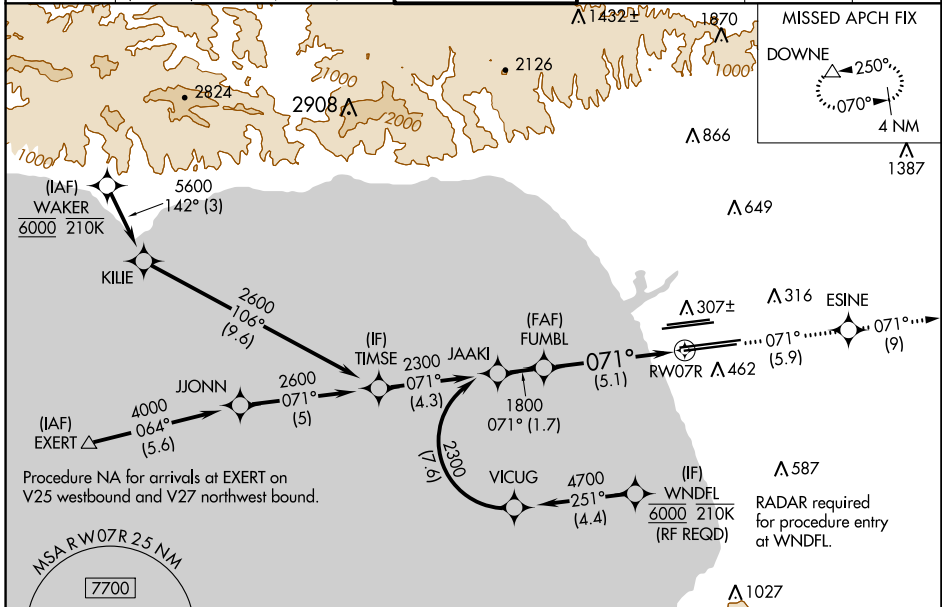 1432±
1870
1000
2126
2824
2908
1000
2000
1000
MISSED APCH FIX
DOWNE
250°
070°
4 NM
1387
866
649
(IAF)
WAKER
6000 210K
5600
142° (3)
KILIE
2600
106°
(9.6)
307±
316
ESINE
(IF)
TIMSE
2300
071°
(4.3)
JAAKI
(FAF)
FUMBL
071°
(5.1)
RW07R
462
071°
(5.9)
071°
(9)
JJONN
2600
071°
(5)
1800
071° (1.7)
(IAF)
EXERT
4000
064°
(5.6)
2300
(7.6)
VICUG
4700
251°
(4.4)
(IF)
WNDFL
6000 210K
(RF REQD)
587
Procedure NA for arrivals at EXERT on
V25 westbound and V27 northwest bound.
RADAR required
for procedure entry
at WNDFL.
MSA RW07R 25 NM
7700
1027